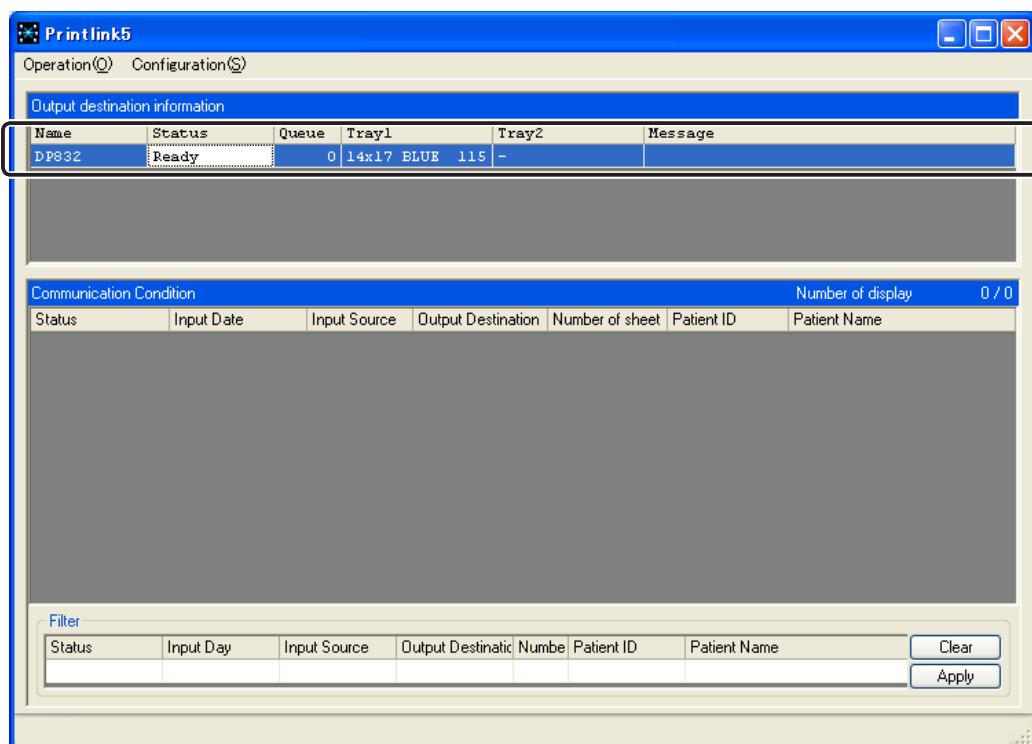 Printlink5
Operation(O) Configuration(S)
Output destination information
Name Status Queue Tray1 Tray2 Message
DP832 Ready 0 14x17 BLUE 115 -
Communication Condition Number of display 0 / 0
Status Input Date Input Source Output Destination Number of sheet Patient ID Patient Name
Filter
Status Input Day Input Source Output Destinatic Numbe Patient ID Patient Name Clear
Apply